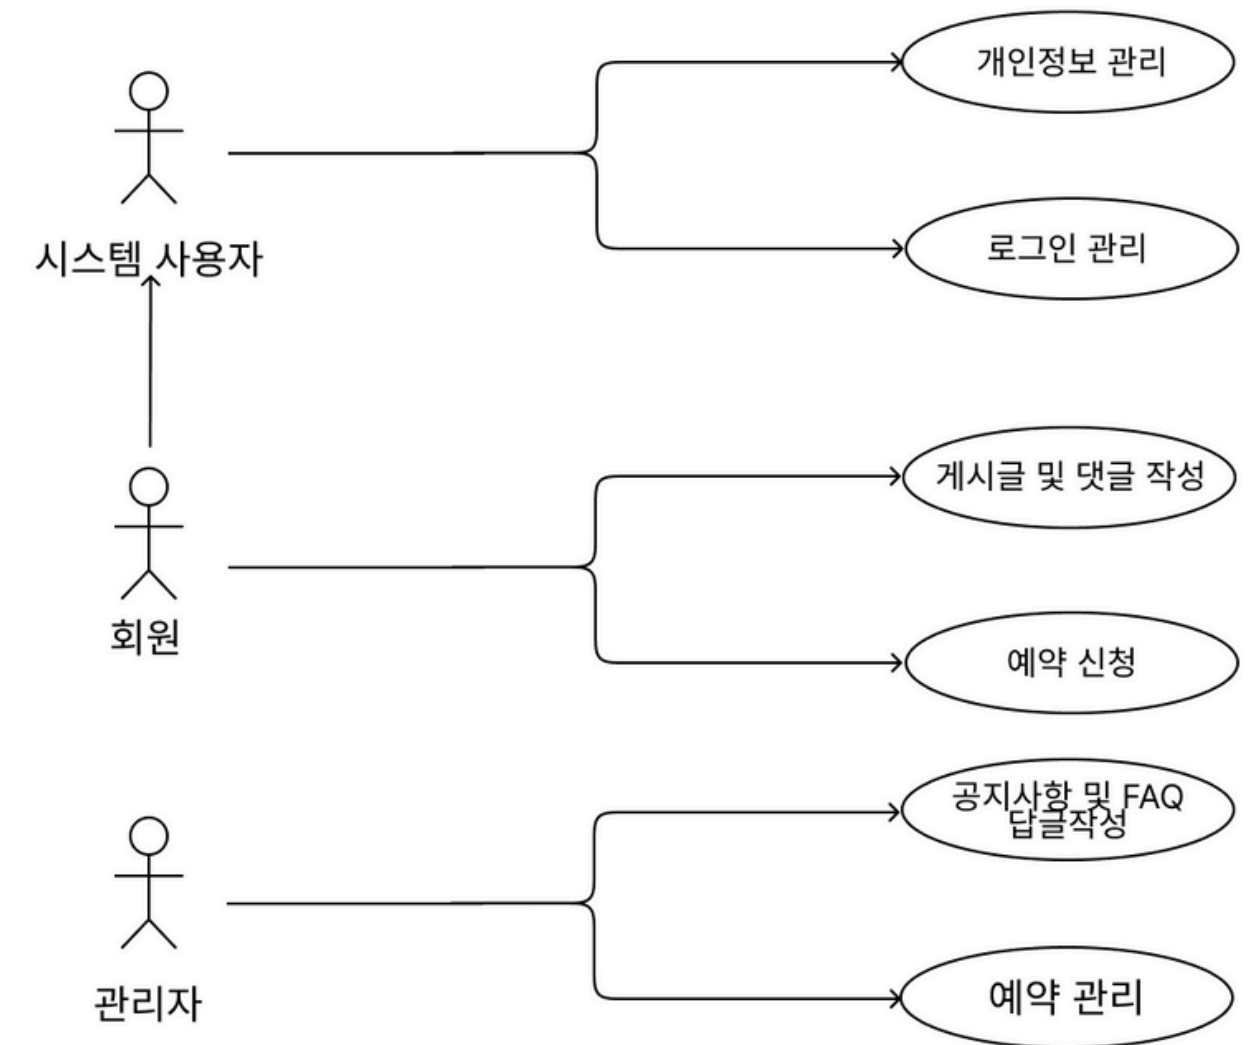 개인정보 관리
시스템 사용자
로그인 관리
게시글 및 댓글 작성
회원
예약 신청
공지사항 및 FAQ
답글작성
관리자
예약 관리